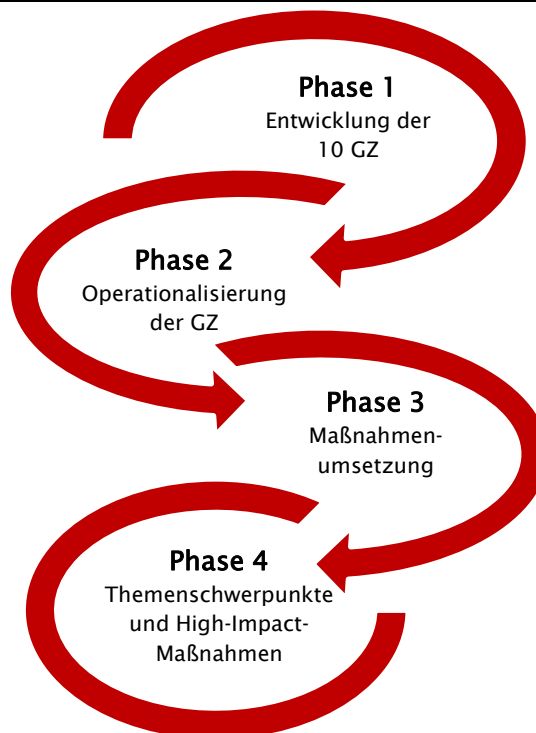 Phase 1
Entwicklung der
10 GZ
Phase 2
Operationalisierung
der GZ
Phase 3
Maßnahmen-
umsetzung
Phase 4
Themenschwerpunkte
und High-Impact-
Maßnahmen